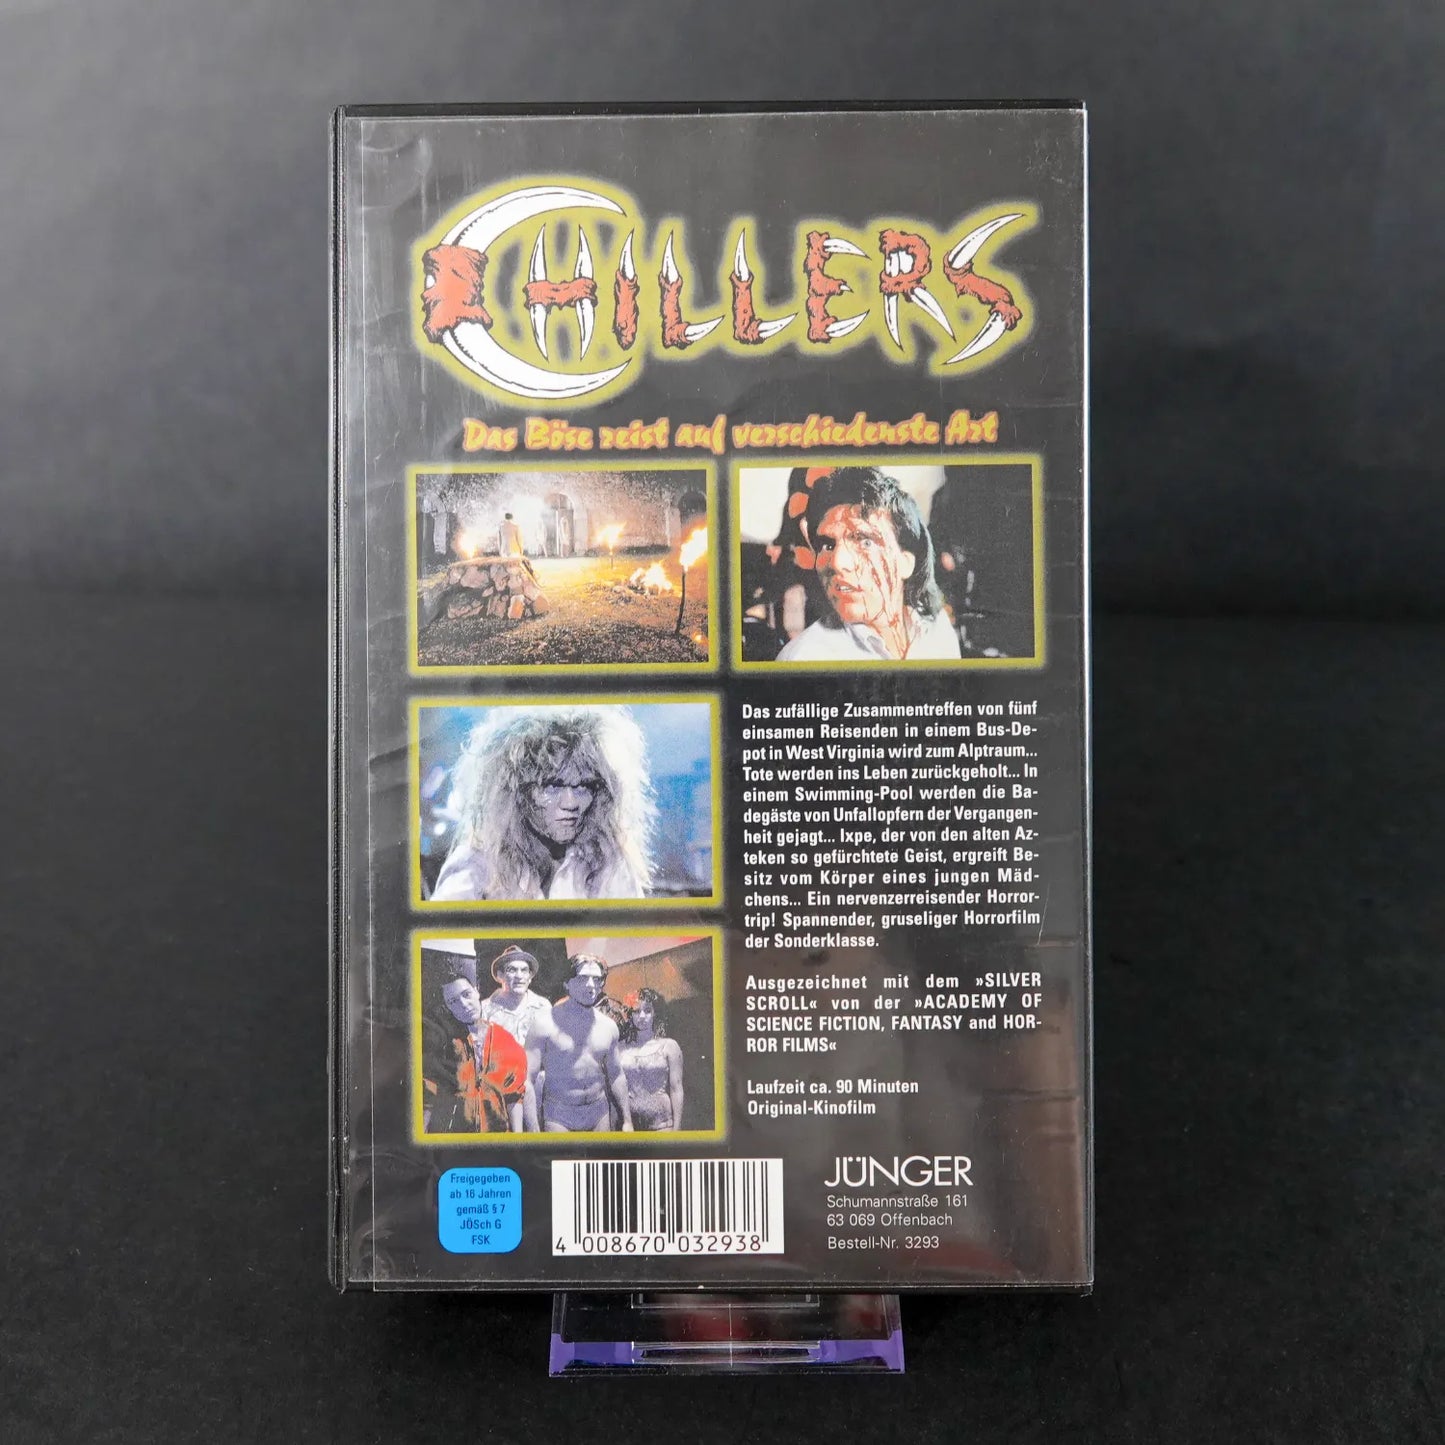 CHILLERS
Das Böse reist auf verschiedenste Art
Das zufällige Zusammentreffen von fünf
einsamen Reisenden in einem Bus-De-
pot in West Virginia wird zum Alptraum...
Tote werden ins Leben zurückgeholt... In
einem Swimming-Pool werden die Ba-
degäste von Unfallopfern der Vergangen-
heit gejagt... Ixpe, der von den alten Az-
teken so gefürchtete Geist, ergreift Be-
sitz vom Körper eines jungen Mäd-
chens... Ein nervenzerreisender Horror-
trip! Spannender, gruseliger Horrorfilm
der Sonderklasse.
Ausgezeichnet mit dem »SILVER
SCROLL« von der »ACADEMY OF
SCIENCE FICTION, FANTASY and HOR-
ROR FILMS«
Laufzeit ca. 90 Minuten
Original-Kinofilm
Freigegeben
ab 16 Jahren
gemäß § 7
JÖSch G
FSK
4 008670 032938
JÜNGER
Schumannstraße 161
63 069 Offenbach
Bestell-Nr. 3293